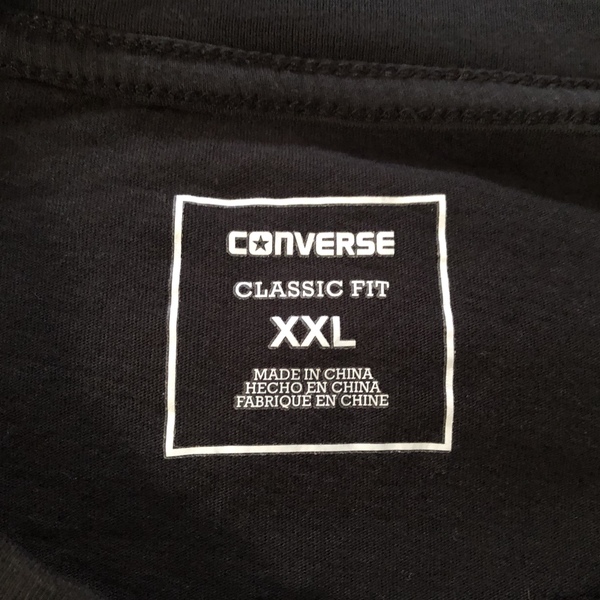 CONVERSE
CLASSIC FIT
XXL
MADE IN CHINA
HECHO EN CHINA
FABRIQUÉ EN CHINE